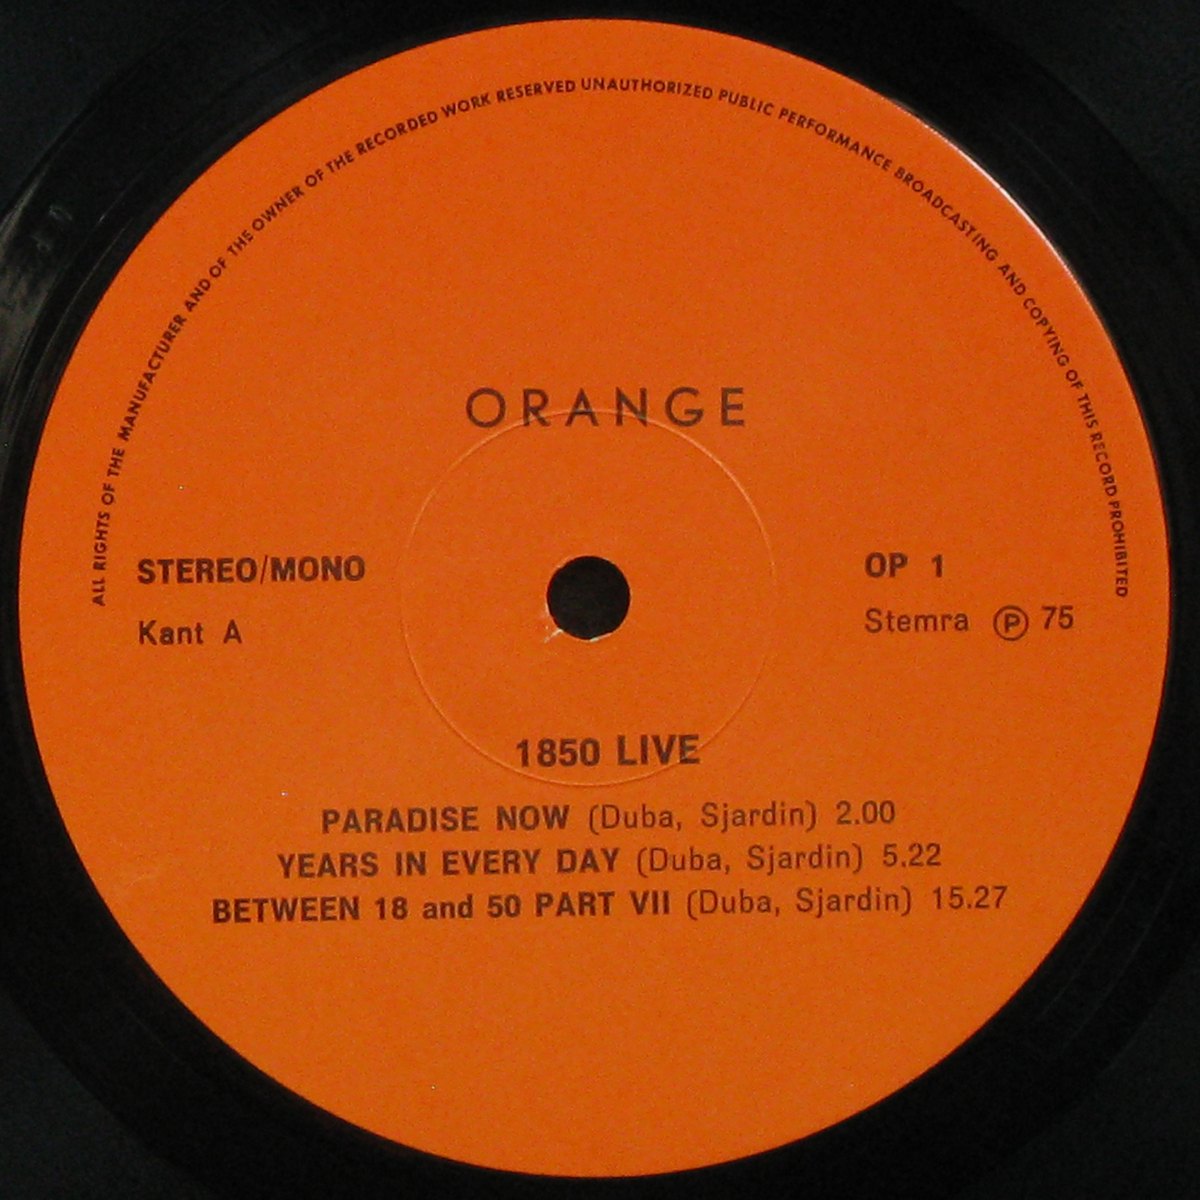 ALL RIGHTS OF THE MANUFACTURER AND OF THE OWNER OF THE RECORDED WORK RESERVED UNAUTHORIZED PUBLIC PERFORMANCE BROADCASTING AND COPYING OF THIS RECORD PROHIBITED
ORANGE
STEREO/MONO
Kant A
OP 1
Stemra Ⓟ 75
1850 LIVE
PARADISE NOW (Duba, Sjardin) 2.00
YEARS IN EVERY DAY (Duba, Sjardin) 5.22
BETWEEN 18 and 50 PART VII (Duba, Sjardin) 15.27